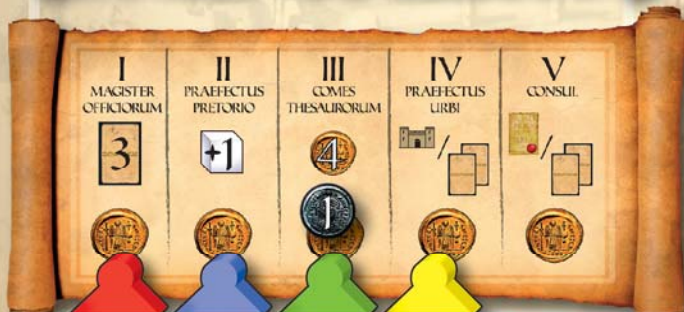 I
MAGISTER
OFFICIORUM
3
II
PRAEFECTUS
PRETORIO
+1
III
COMES
THESAURORUM
4
1
IV
PRAEFECTUS
URBI
/
V
CONSUL
/